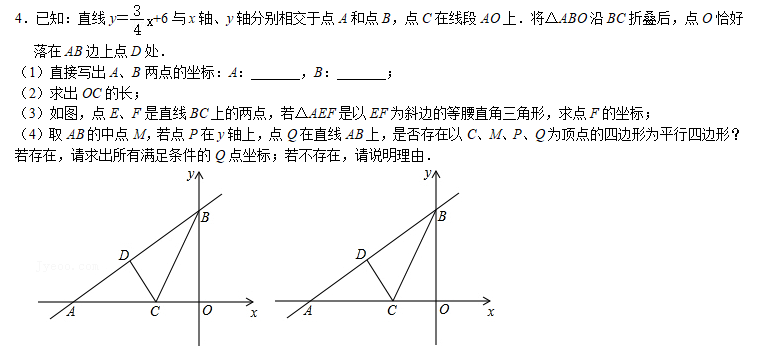 4．已知：直线y=3/4 x+6与x轴、y轴分别相交于点A和点B，点C在线段AO上．将△ABO沿BC折叠后，点O恰好
落在AB边上点D处．
（1）直接写出A、B两点的坐标：A：______，B：______；
（2）求出OC的长；
（3）如图，点E、F是直线BC上的两点，若△AEF是以EF为斜边的等腰直角三角形，求点F的坐标；
（4）取AB的中点M，若点P在y轴上，点Q在直线AB上，是否存在以C、M、P、Q为顶点的四边形为平行四边形？
若存在，请求出所有满足条件的Q点坐标；若不存在，请说明理由．
y y
B B
D D
A C O x A C O x